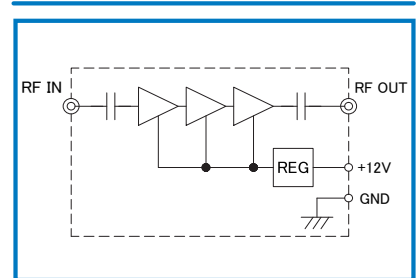 RF IN
RF OUT
REG
+12V
GND